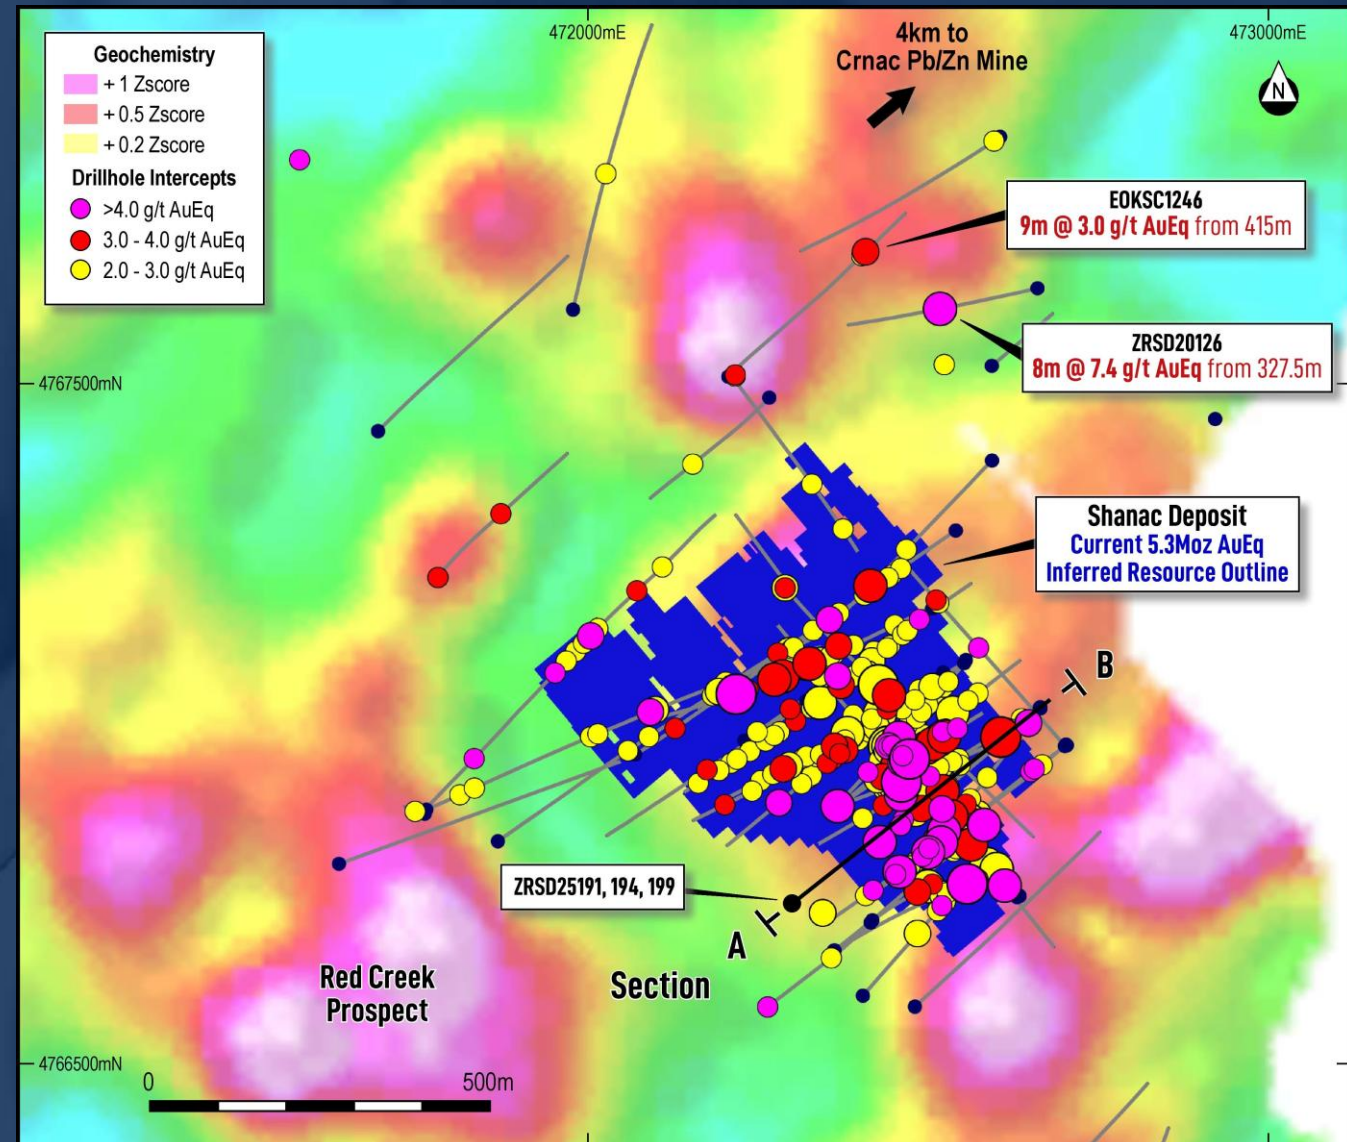 472000mE
473000mE
4km to
Crnac Pb/Zn Mine
N
Geochemistry
+ 1 Zscore
+ 0.5 Zscore
+ 0.2 Zscore
Drillhole Intercepts
>4.0 g/t AuEq
3.0 - 4.0 g/t AuEq
2.0 - 3.0 g/t AuEq
EOKSC1246
9m @ 3.0 g/t AuEq from 415m
ZRSD20126
8m @ 7.4 g/t AuEq from 327.5m
4767500mN
Shanac Deposit
Current 5.3Moz AuEq
Inferred Resource Outline
B
ZRSD25191, 194, 199
A
Section
Red Creek
Prospect
4766500mN
0
500m